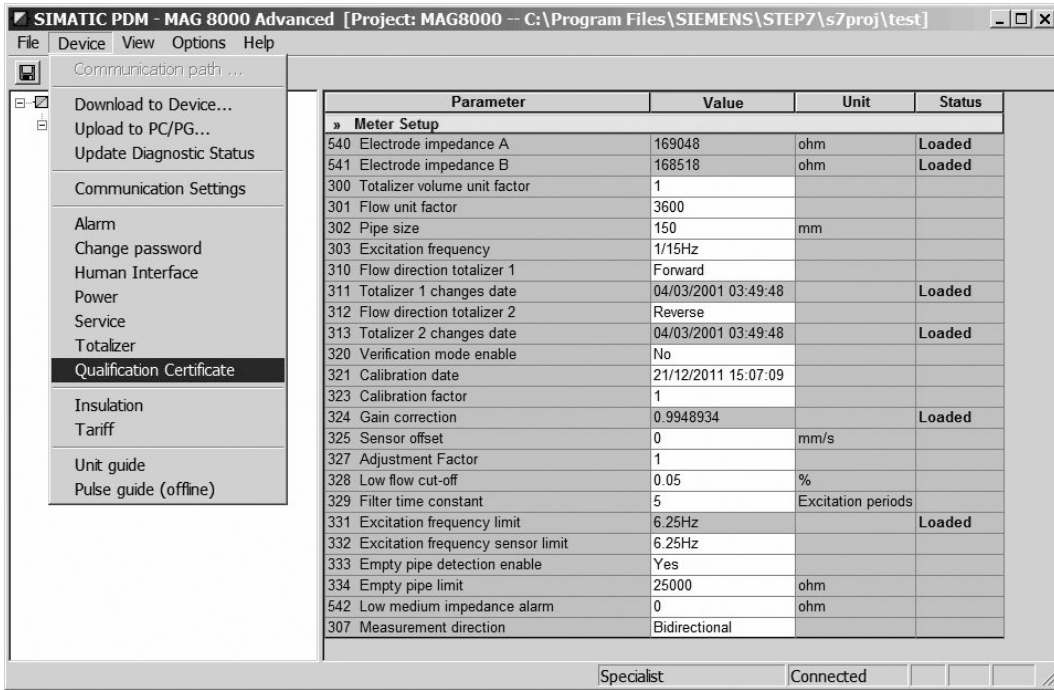 SIMATIC PDM - MAG 8000 Advanced [Project: MAG8000 -- C:\Program Files\SIEMENS\STEP7\s7proj\test]
File Device View Options Help
Communication path ...
Download to Device...
Upload to PC/PG...
Update Diagnostic Status
Communication Settings
Alarm
Change password
Human Interface
Power
Service
Totalizer
Qualification Certificate
Insulation
Tariff
Unit guide
Pulse guide (offline)
Parameter Value Unit Status
» Meter Setup
540 Electrode impedance A 169048 ohm Loaded
541 Electrode impedance B 168518 ohm Loaded
300 Totalizer volume unit factor 1
301 Flow unit factor 3600
302 Pipe size 150 mm
303 Excitation frequency 1/15Hz
310 Flow direction totalizer 1 Forward
311 Totalizer 1 changes date 04/03/2001 03:49:48 Loaded
312 Flow direction totalizer 2 Reverse
313 Totalizer 2 changes date 04/03/2001 03:49:48 Loaded
320 Verification mode enable No
321 Calibration date 21/12/2011 15:07:09
323 Calibration factor 1
324 Gain correction 0.9948934 Loaded
325 Sensor offset 0 mm/s
327 Adjustment Factor 1
328 Low flow cut-off 0.05 %
329 Filter time constant 5 Excitation periods
331 Excitation frequency limit 6.25Hz Loaded
332 Excitation frequency sensor limit 6.25Hz
333 Empty pipe detection enable Yes
334 Empty pipe limit 25000 ohm
542 Low medium impedance alarm 0 ohm
307 Measurement direction Bidirectional
Specialist Connected